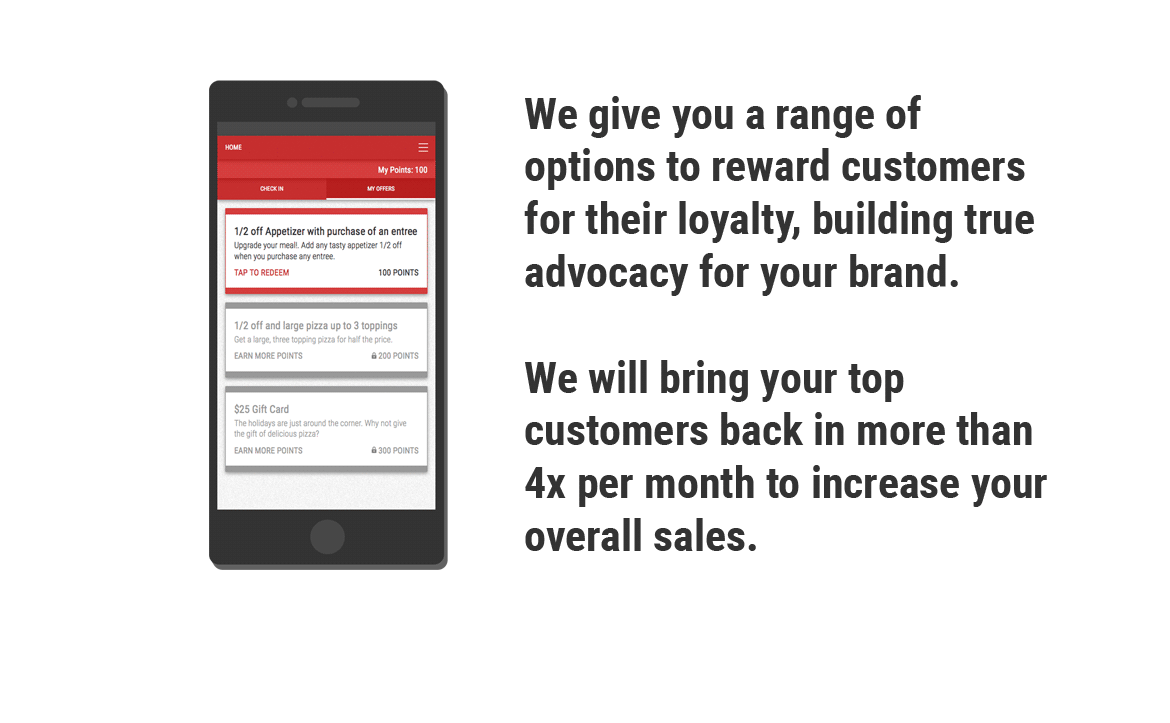 HOME
My Points: 100
CHECK IN
MY OFFERS
1/2 off Appetizer with purchase of an entree
Upgrade your meal!. Add any tasty appetizer 1/2 off
when you purchase any entree.
TAP TO REDEEM
100 POINTS
1/2 off and large pizza up to 3 toppings
Get a large, three topping pizza for half the price.
EARN MORE POINTS
200 POINTS
$25 Gift Card
The holidays are just around the corner. Why not give
the gift of delicious pizza?
EARN MORE POINTS
300 POINTS
We give you a range of
options to reward customers
for their loyalty, building true
advocacy for your brand.
We will bring your top
customers back in more than
4x per month to increase your
overall sales.